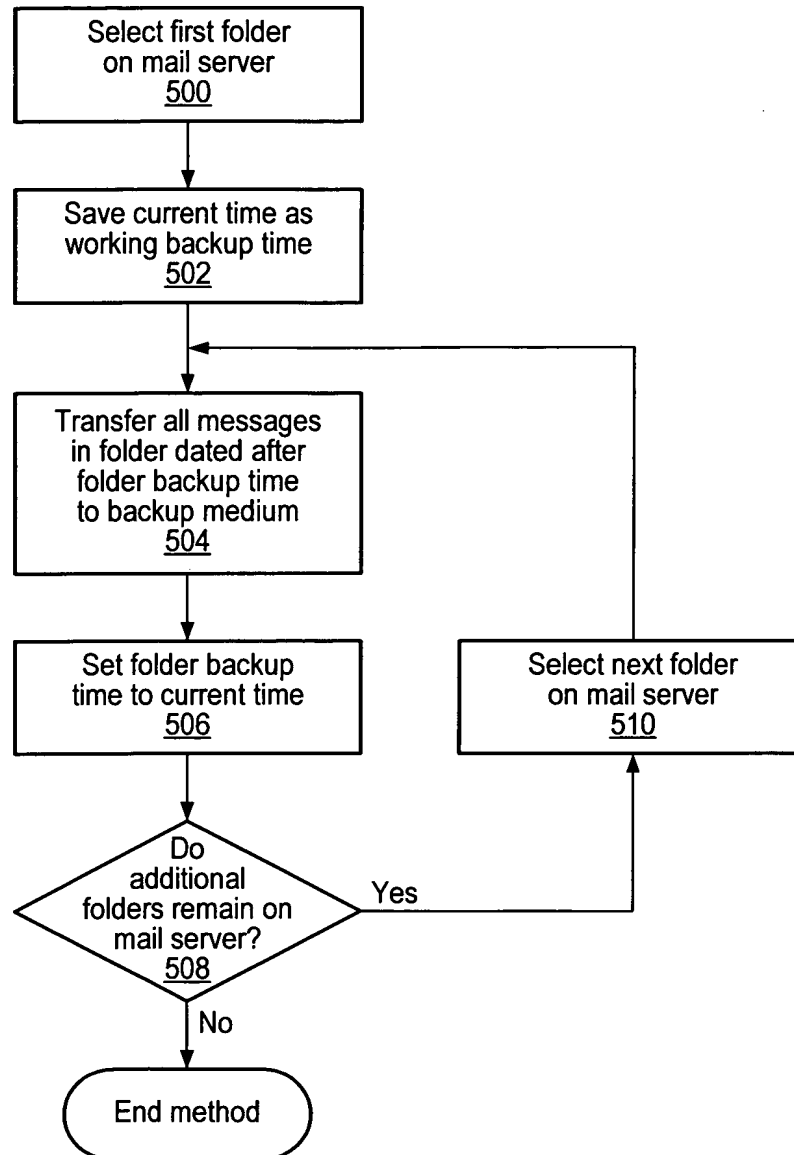 Select first folder
on mail server
500
Save current time as
working backup time
502
Transfer all messages
in folder dated after
folder backup time
to backup medium
504
Set folder backup
time to current time
506
Select next folder
on mail server
510
Do
additional
folders remain on
mail server?
508
Yes
No
End method